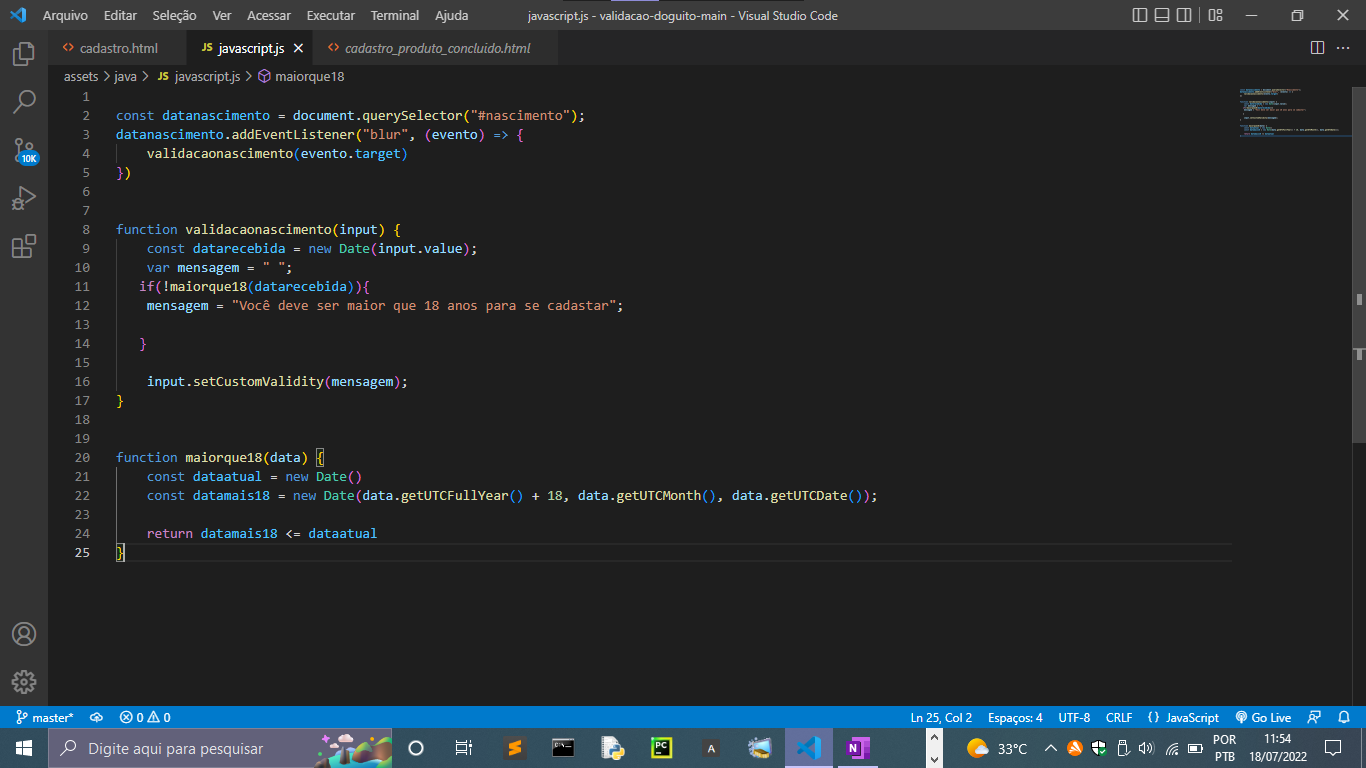 Arquivo Editar Seleção Ver Acessar Executar Terminal Ajuda javascript.js - validacao-doguito-main - Visual Studio Code
cadastro.html JS javascript.js cadastro_produto_concluido.html
assets > java > JS javascript.js > maiorque18
1
2 const datanascimento = document.querySelector("#nascimento");
3 datanascimento.addEventListener("blur", (evento) => {
4 validacaonascimento(evento.target)
5 })
6
7
8 function validacaonascimento(input) {
9 const datarecebida = new Date(input.value);
10 var mensagem = " ";
11 if(!maiorque18(datarecebida)){
12 mensagem = "Você deve ser maior que 18 anos para se cadastar";
13
14 }
15
16 input.setCustomValidity(mensagem);
17 }
18
19
20 function maiorque18(data) {
21 const dataatual = new Date()
22 const datamais18 = new Date(data.getUTCFullYear() + 18, data.getUTCMonth(), data.getUTCDate());
23
24 return datamais18 <= dataatual
25 }
10K
master* 0 0 Ln 25, Col 2 Espaços: 4 UTF-8 CRLF { } JavaScript Go Live
Digite aqui para pesquisar 33°C POR PTB 11:54 18/07/2022